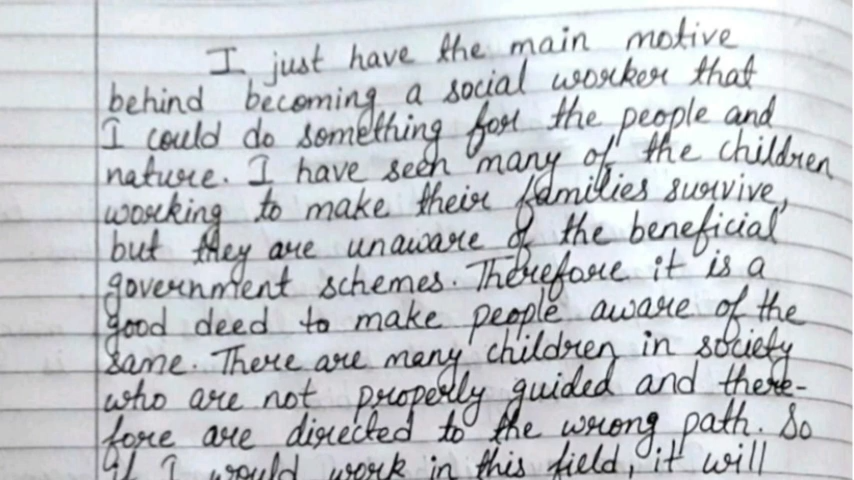 I just have the main motive
behind becoming a social worker that
I could do something for the people and
nature. I have seen many of the children
working to make their families survive,
but they are unaware of the beneficial
government schemes. Therefore it is a
good deed to make people aware of the
same. There are many children in society
who are not properly guided and there-
fore are directed to the wrong path. So
if I would work in this field, it will